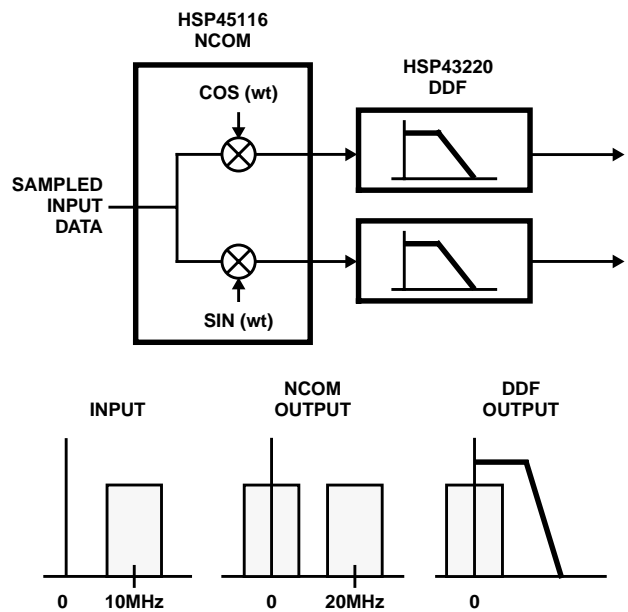 HSP45116
NCOM
HSP43220
DDF
COS (wt)
SAMPLED
INPUT
DATA
SIN (wt)
INPUT
NCOM
OUTPUT
DDF
OUTPUT
0
10MHz
0
20MHz
0